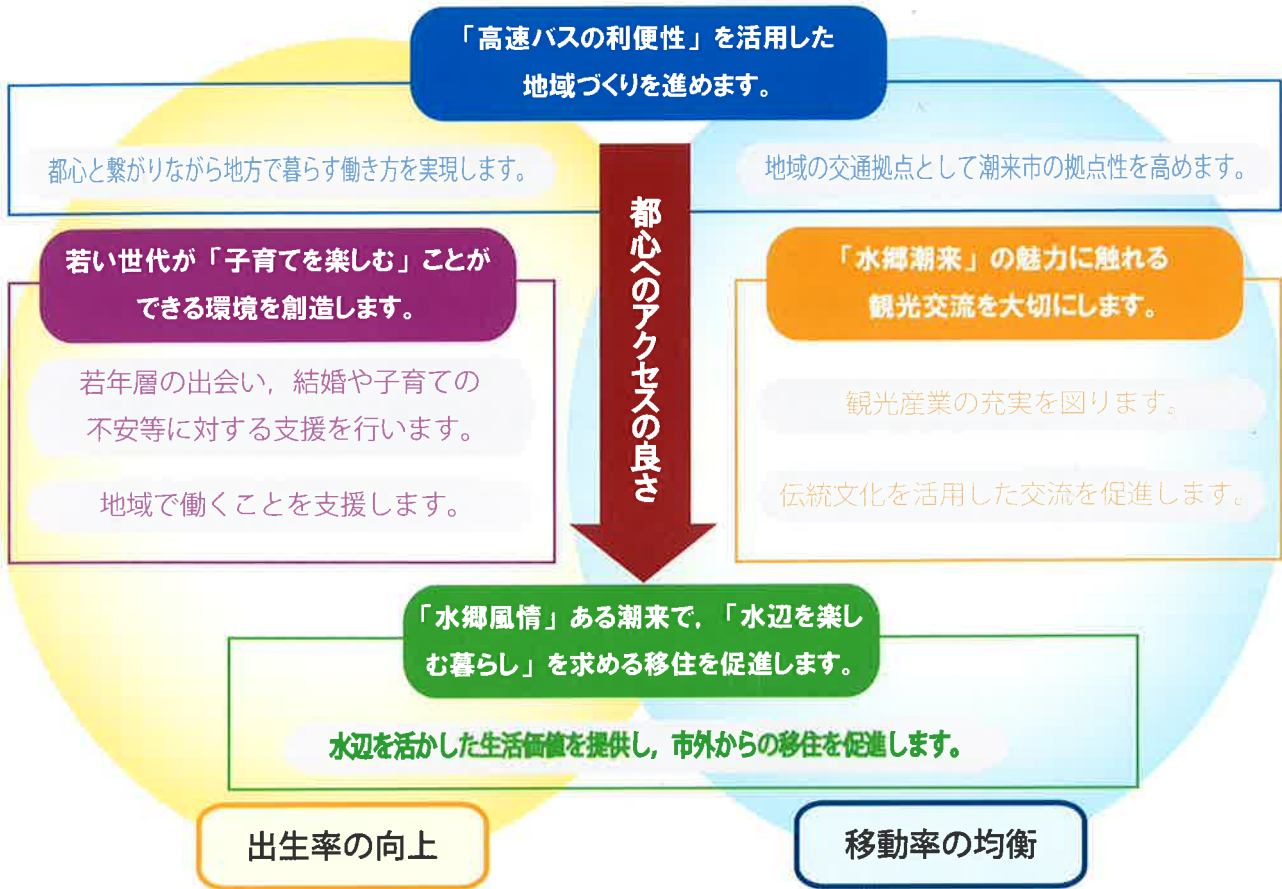 「高速バスの利便性」を活用した
地域づくりを進めます。
都心と繋がりながら地方で暮らす働き方を実現します。
地域の交通拠点として潮来市の拠点性を高めます。
都心へのアクセスの良さ
若い世代が「子育てを楽しむ」ことが
できる環境を創造します。
若年層の出会い，結婚や子育ての
不安等に対する支援を行います。
地域で働くことを支援します。
「水郷潮来」の魅力に触れる
観光交流を大切にします。
観光産業の充実を図ります。
伝統文化を活用した交流を促進します。
「水郷風情」ある潮来で，「水辺を楽し
む暮らし」を求める移住を促進します。
水辺を活かした生活価値を提供し，市外からの移住を促進します。
出生率の向上
移動率の均衡